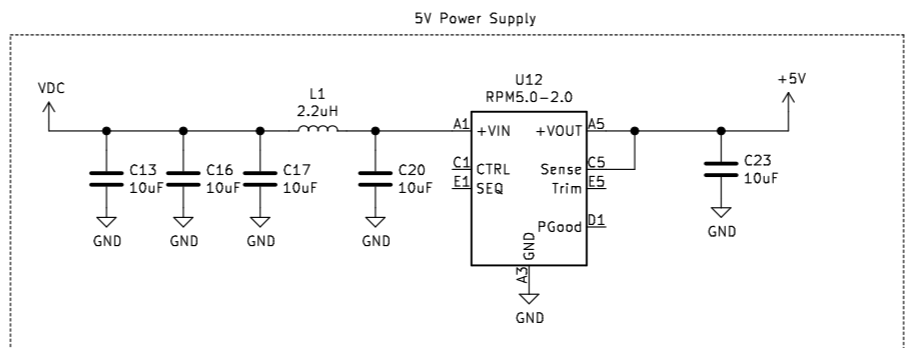 5V Power Supply
VDC
L1
2.2uH
U12
RPM5.0-2.0
+5V
A1 +VIN
+VOUT A5
C1 CTRL
Sense C5
E1 SEQ
Trim E5
PGood D1
GND
A3
GND
C13
10uF
GND
C16
10uF
GND
C17
10uF
GND
C20
10uF
GND
C23
10uF
GND